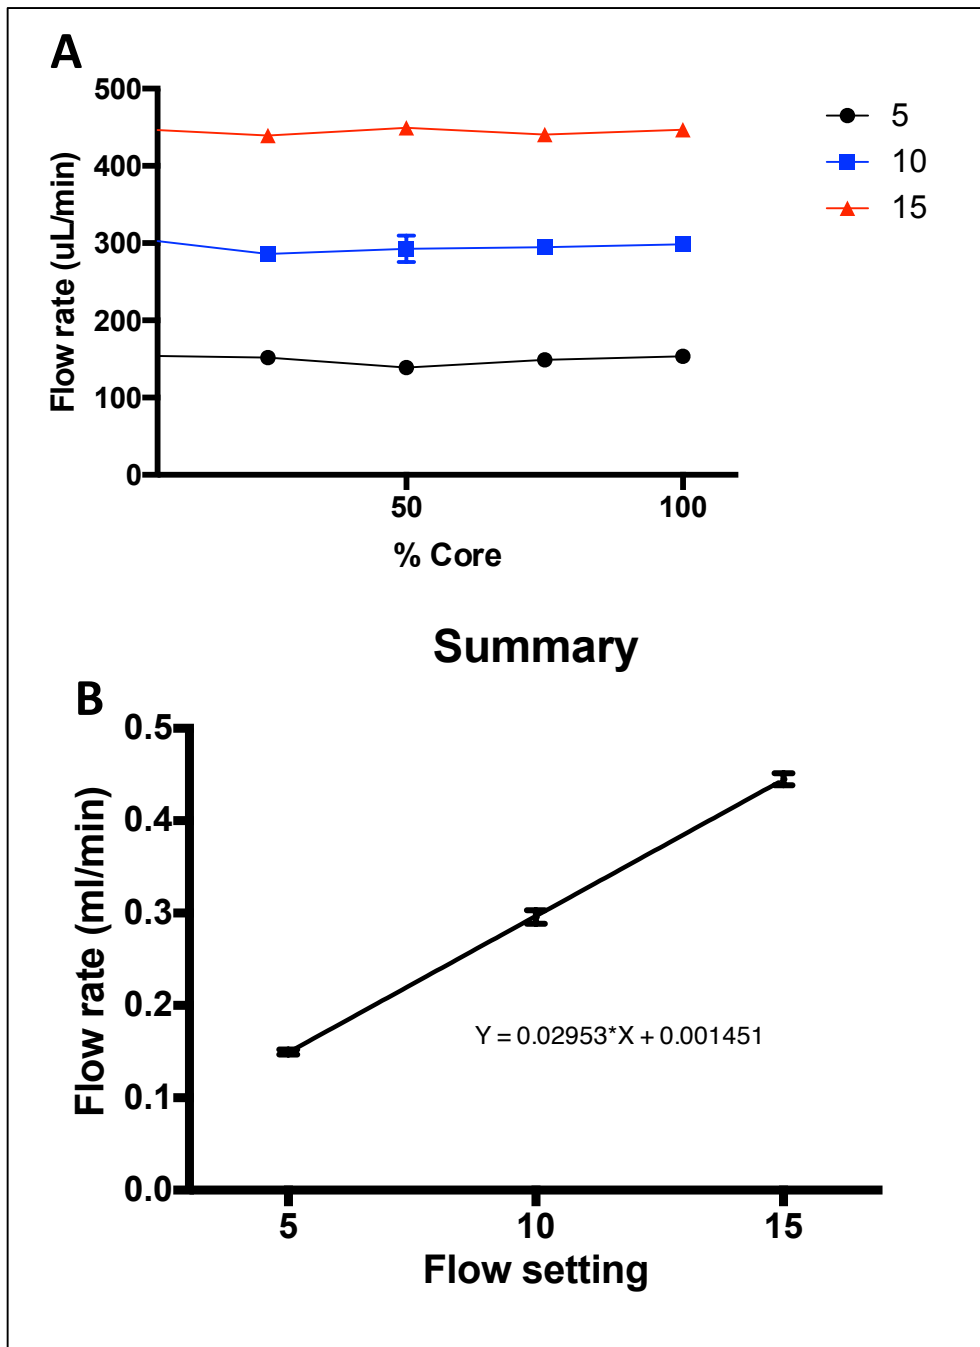 A
500
400
300
200
100
0
Flow rate (uL/min)
50
100
% Core
5
10
15
Summary
B
0.5
0.4
0.3
0.2
0.1
0.0
Flow rate (ml/min)
Y = 0.02953*X + 0.001451
5
10
15
Flow setting